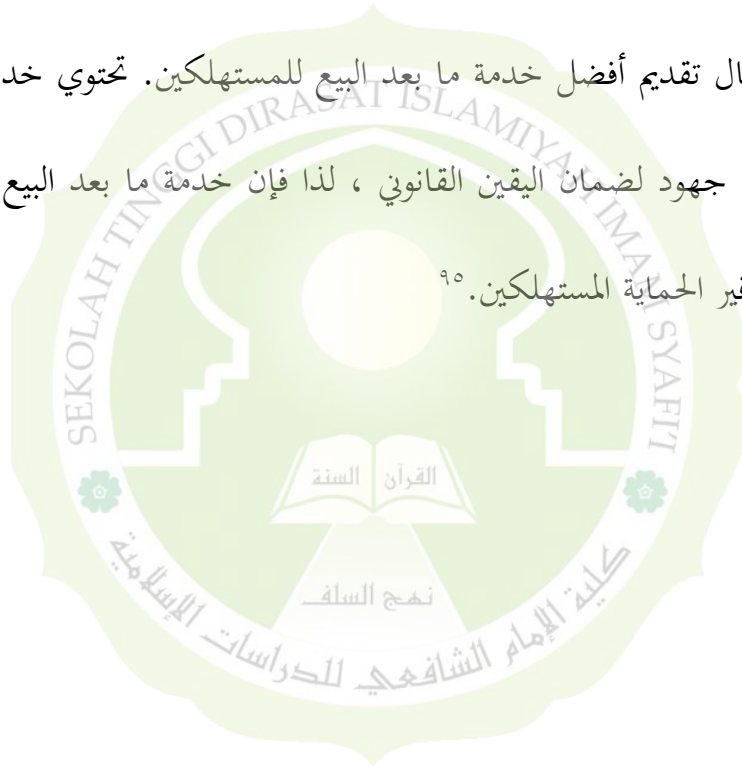 ال تقديم أفضل خدمة ما بعد البيع للمستهلكين. تحتوي خد
جهود لضمان اليقين القانوني ، لذا فإن خدمة ما بعد البيع
فير الحماية المستهلكين.٩٥
SEKOLAH TINGGI DIRASAT ISLAMIYA IMAM SYAFI'I
القرآن السنة
نهج السلف
كلية الإمام الشافعي للدراسات الإسلامية